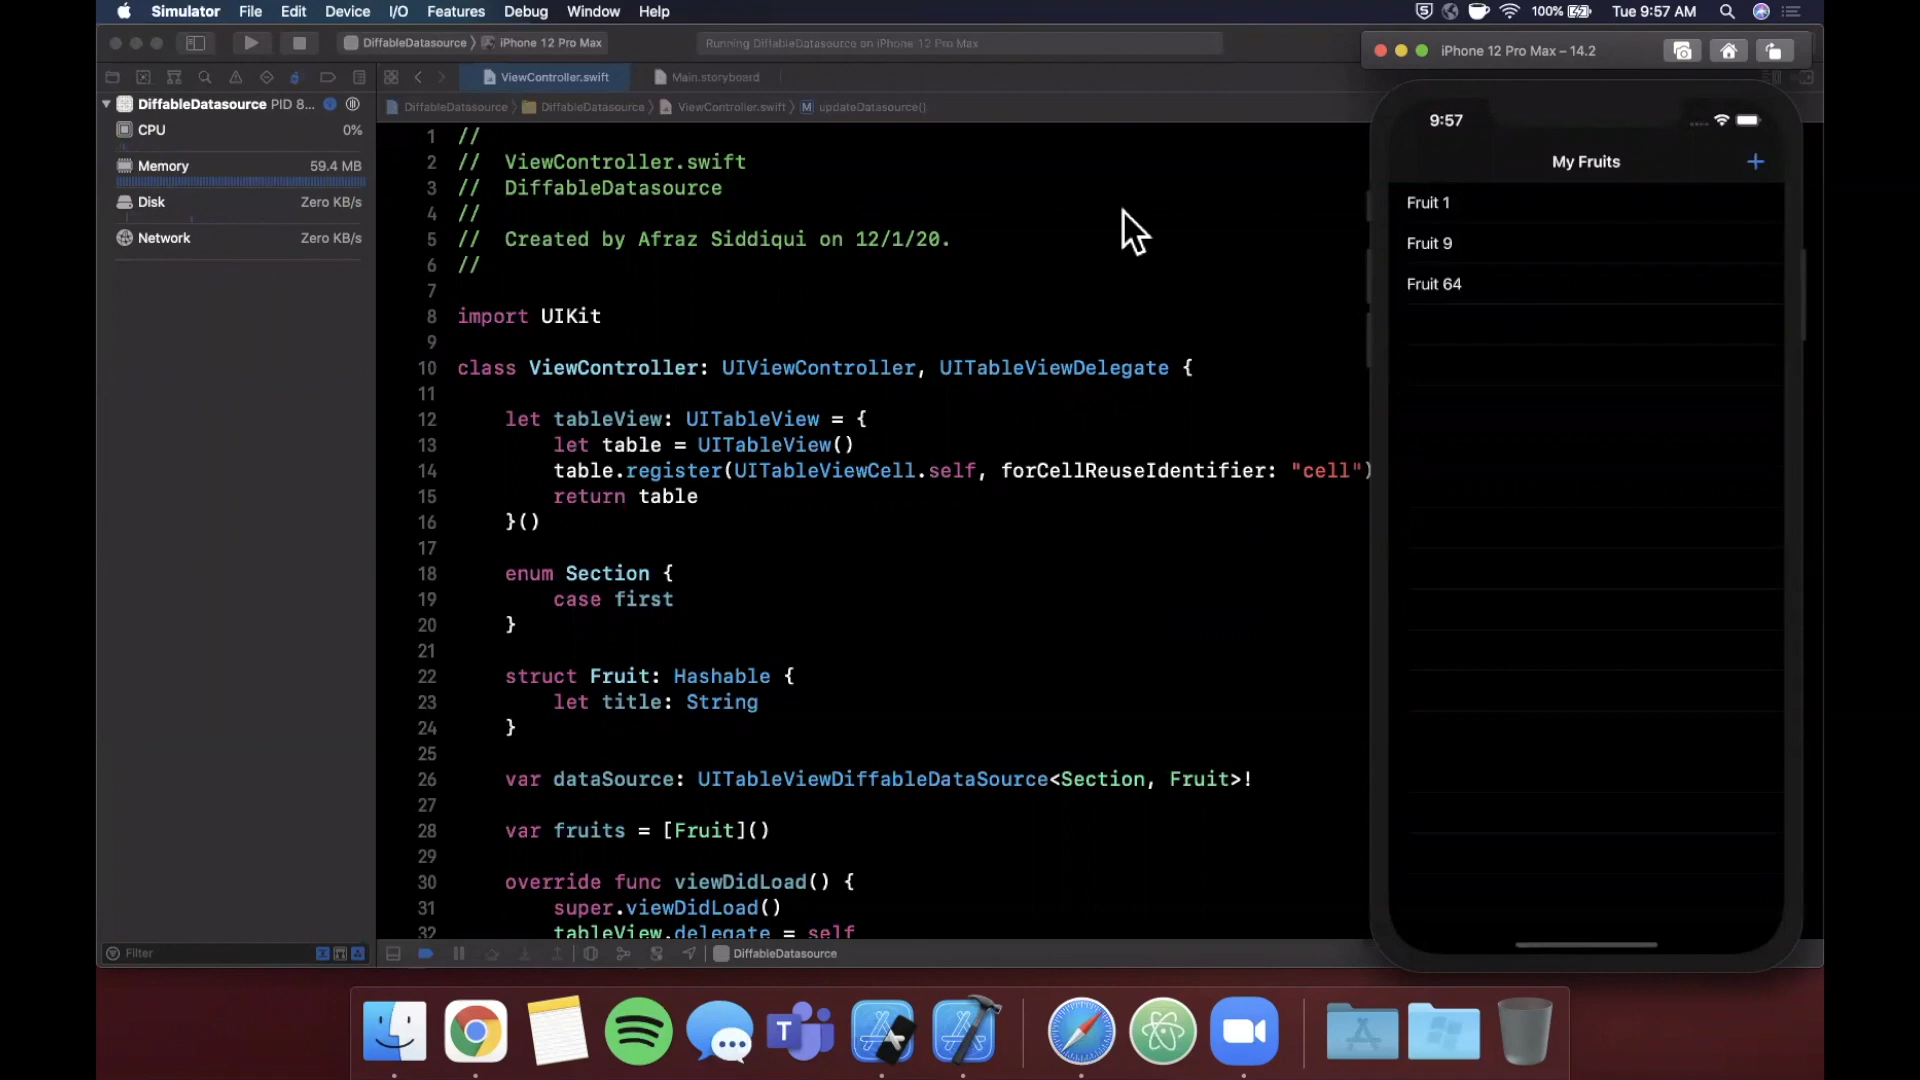 Simulator File Edit Device I/O Features Debug Window Help
100% Tue 9:57 AM
DiffableDatasource iPhone 12 Pro Max
Running DiffableDatasource on iPhone 12 Pro Max
iPhone 12 Pro Max – 14.2
ViewController.swift
Main.storyboard
DiffableDatasource PID 8...
DiffableDatasource DiffableDatasource ViewController.swift M updateDatasource()
CPU 0%
Memory 59.4 MB
Disk Zero KB/s
Network Zero KB/s
1 //
2 // ViewController.swift
3 // DiffableDatasource
4 //
5 // Created by Afraz Siddiqui on 12/1/20.
6 //
7
8 import UIKit
9
10 class ViewController: UIViewController, UITableViewDelegate {
11
12 let tableView: UITableView = {
13 let table = UITableView()
14 table.register(UITableViewCell.self, forCellReuseIdentifier: "cell")
15 return table
16 }()
17
18 enum Section {
19 case first
20 }
21
22 struct Fruit: Hashable {
23 let title: String
24 }
25
26 var dataSource: UITableViewDiffableDataSource<Section, Fruit>!
27
28 var fruits = [Fruit]()
29
30 override func viewDidLoad() {
31 super.viewDidLoad()
32 tableView.delegate = self
9:57
My Fruits +
Fruit 1
Fruit 9
Fruit 64
Filter
DiffableDatasource
T